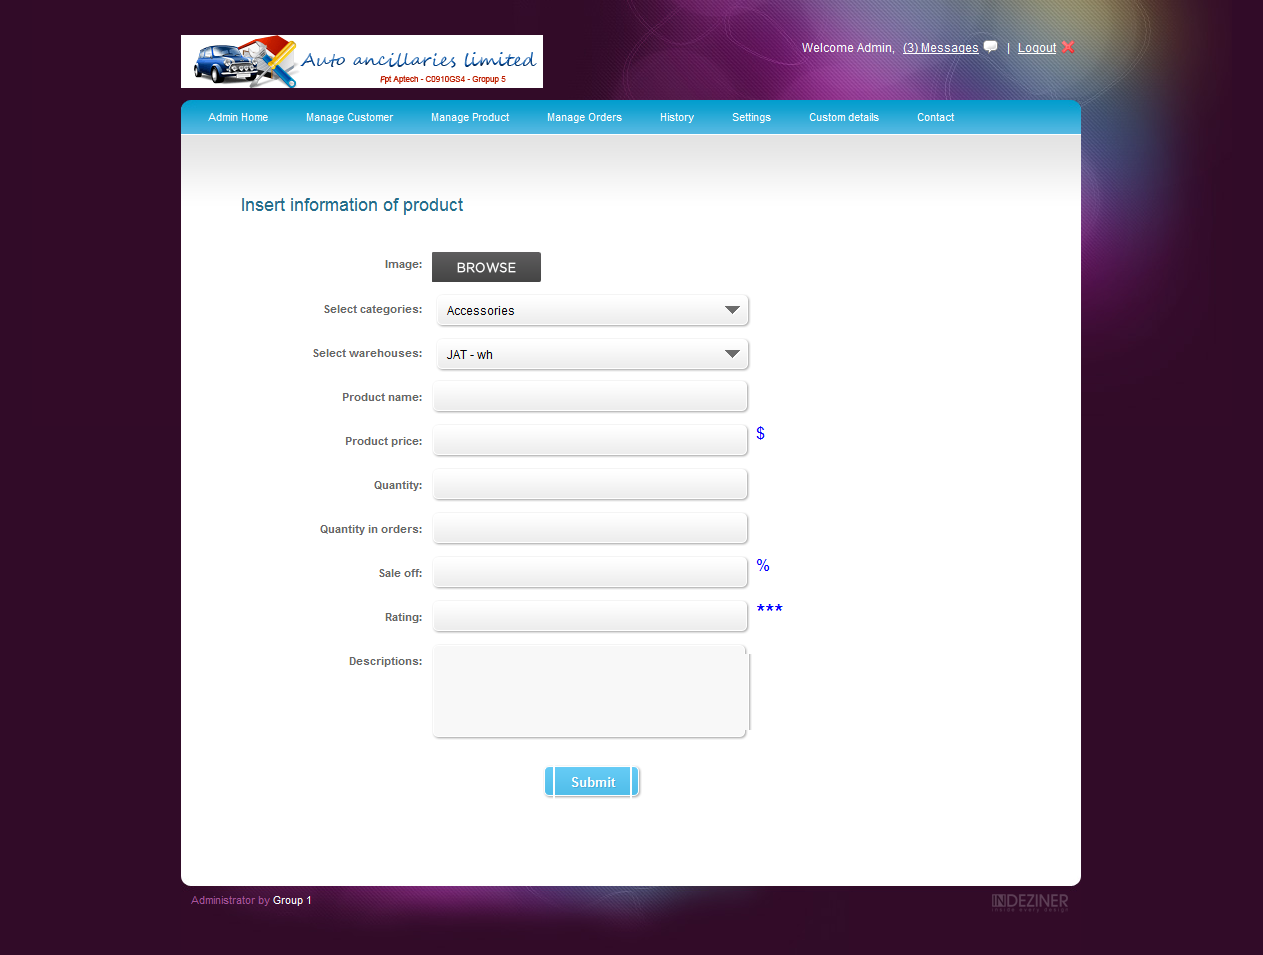 Auto ancillaries limited
Fpt Aptech - C0910GS4 - Gropup 5
Welcome Admin, (3) Messages | Logout
Admin Home Manage Customer Manage Product Manage Orders History Settings Custom details Contact
Insert information of product
Image: BROWSE
Select categories: Accessories
Select warehouses: JAT - wh
Product name:
Product price: $
Quantity:
Quantity in orders:
Sale off: %
Rating: ***
Descriptions:
Submit
Administrator by Group 1
INDEZINER
inside every design